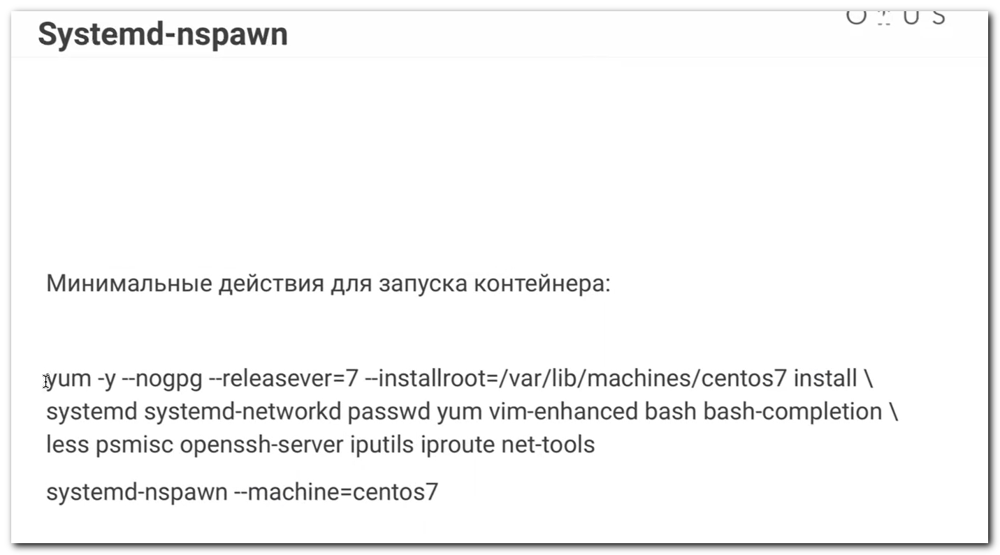 Systemd-nspawn
Минимальные действия для запуска контейнера:
yum -y --nogpg --releasever=7 --installroot=/var/lib/machines/centos7 install \
systemd systemd-networkd passwd yum vim-enhanced bash bash-completion \
less psmisc openssh-server iputils iproute net-tools
systemd-nspawn --machine=centos7